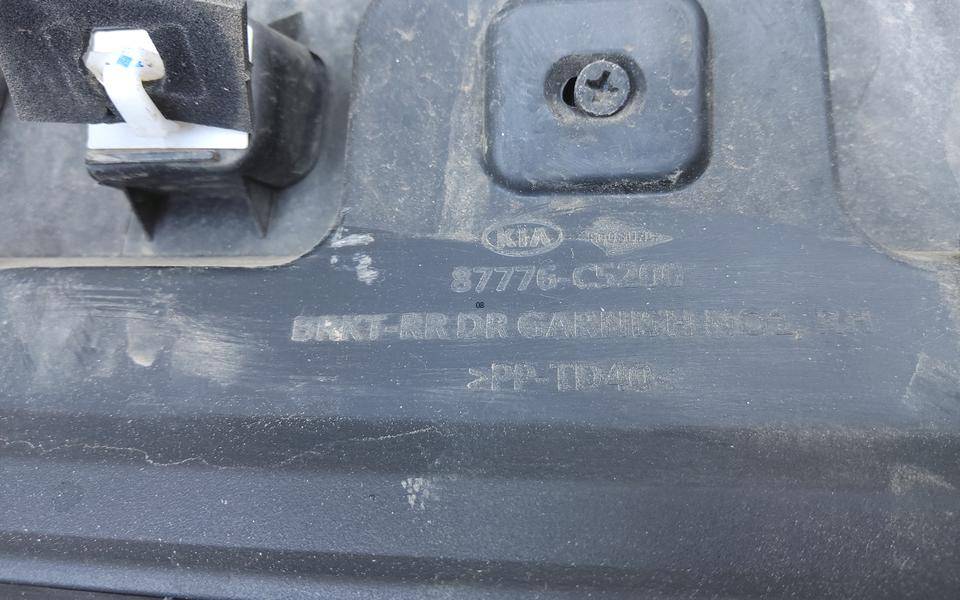 KIA
87776-C5200
BRKT-RR DR GARNISH MDG, RH
>PP-TD40<